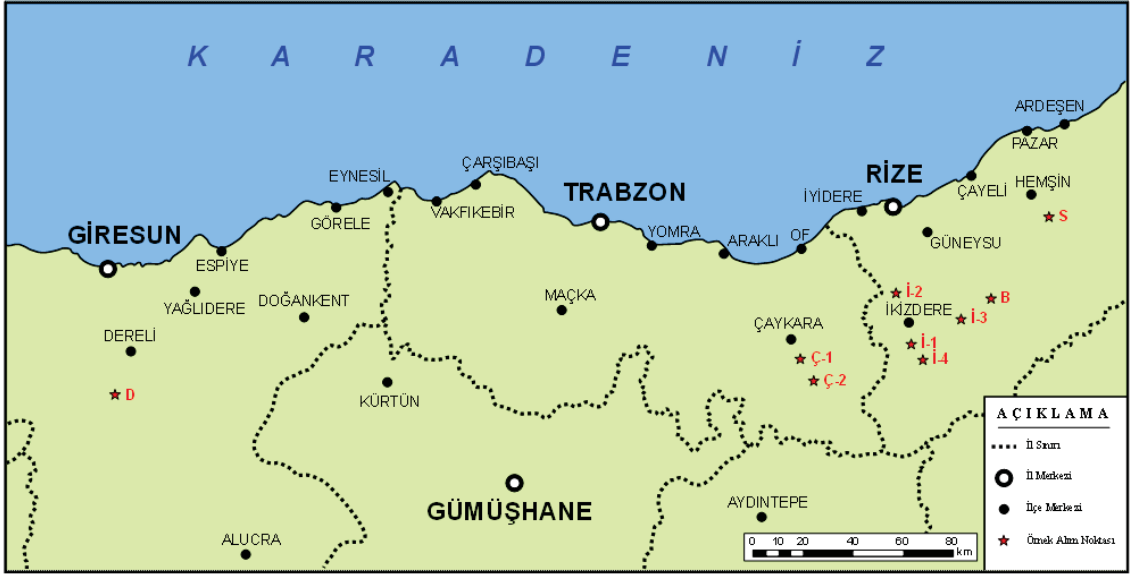 K A R A D E N İ Z
ARDEŞEN
PAZAR
ÇARŞIBAŞI
EYNESİL
TRABZON
RİZE
ÇAYELİ
HEMŞİN
İYİDERE
VAKFIKEBİR
GÖRELE
S
GİRESUN
YOMRA
ARAKLI
OF
GÜNEYSU
ESPİYE
YAĞLIDERE
DOĞANKENT
MAÇKA
İ-2
B
İKİZDERE
İ-3
DERELİ
ÇAYKARA
İ-1
Ç-1
İ-4
Ç-2
D
KÜRTÜN
GÜMÜŞHANE
AYDINTEPE
ALUCRA
0 20 40 60 80
km
AÇIKLAMA
İl Sınırı
İl Merkezi
İlçe Merkezi
Örnek Alım Noktası